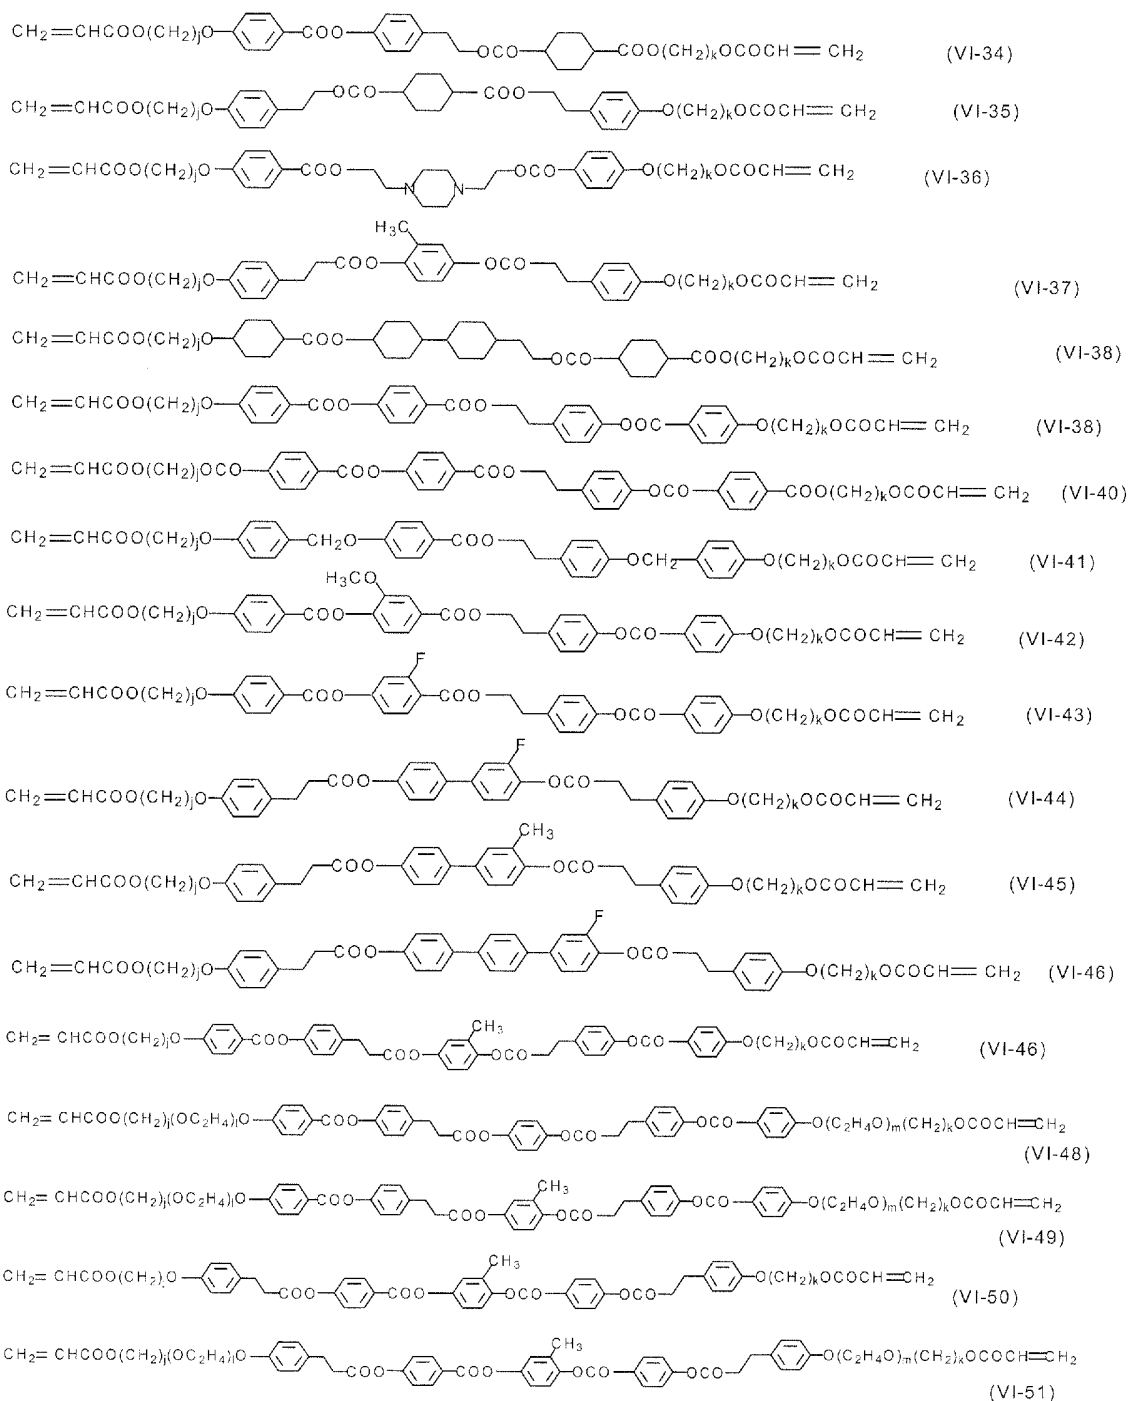 CH2=CHCOO(CH2)jO COO OCO COO(CH2)kOCOCH=CH2 (VI-34)
CH2=CHCOO(CH2)jO OCO COO O(CH2)kOCOCH=CH2 (VI-35)
CH2=CHCOO(CH2)jO COO N N OCO O(CH2)kOCOCH=CH2 (VI-36)
H3C
CH2=CHCOO(CH2)jO COO OCO O(CH2)kOCOCH=CH2 (VI-37)
CH2=CHCOO(CH2)jO COO OCO COO(CH2)kOCOCH=CH2 (VI-38)
CH2=CHCOO(CH2)jO COO COO OCO O(CH2)kOCOCH=CH2 (VI-38)
CH2=CHCOO(CH2)jOCO COO COO OCO COO(CH2)kOCOCH=CH2 (VI-40)
CH2=CHCOO(CH2)jO CH2O COO OCH2 O(CH2)kOCOCH=CH2 (VI-41)
H3CO
CH2=CHCOO(CH2)jO COO COO OCO O(CH2)kOCOCH=CH2 (VI-42)
F
CH2=CHCOO(CH2)jO COO COO OCO O(CH2)kOCOCH=CH2 (VI-43)
F
CH2=CHCOO(CH2)jO COO OCO O(CH2)kOCOCH=CH2 (VI-44)
CH3
CH2=CHCOO(CH2)jO COO OCO O(CH2)kOCOCH=CH2 (VI-45)
F
CH2=CHCOO(CH2)jO COO OCO O(CH2)kOCOCH=CH2 (VI-46)
CH3
CH2=CHCOO(CH2)jO COO COO OCO OCO O(CH2)kOCOCH=CH2 (VI-46)
CH2=CHCOO(CH2)j(OC2H4)lO COO COO OCO OCO O(C2H4O)m(CH2)kOCOCH=CH2
(VI-48)
CH3
CH2=CHCOO(CH2)j(OC2H4)lO COO COO OCO OCO O(C2H4O)m(CH2)kOCOCH=CH2
(VI-49)
CH3
CH2=CHCOO(CH2)jO COO COO OCO OCO O(CH2)kOCOCH=CH2
(VI-50)
CH3
CH2=CHCOO(CH2)j(OC2H4)lO COO COO OCO OCO O(C2H4O)m(CH2)kOCOCH=CH2
(VI-51)